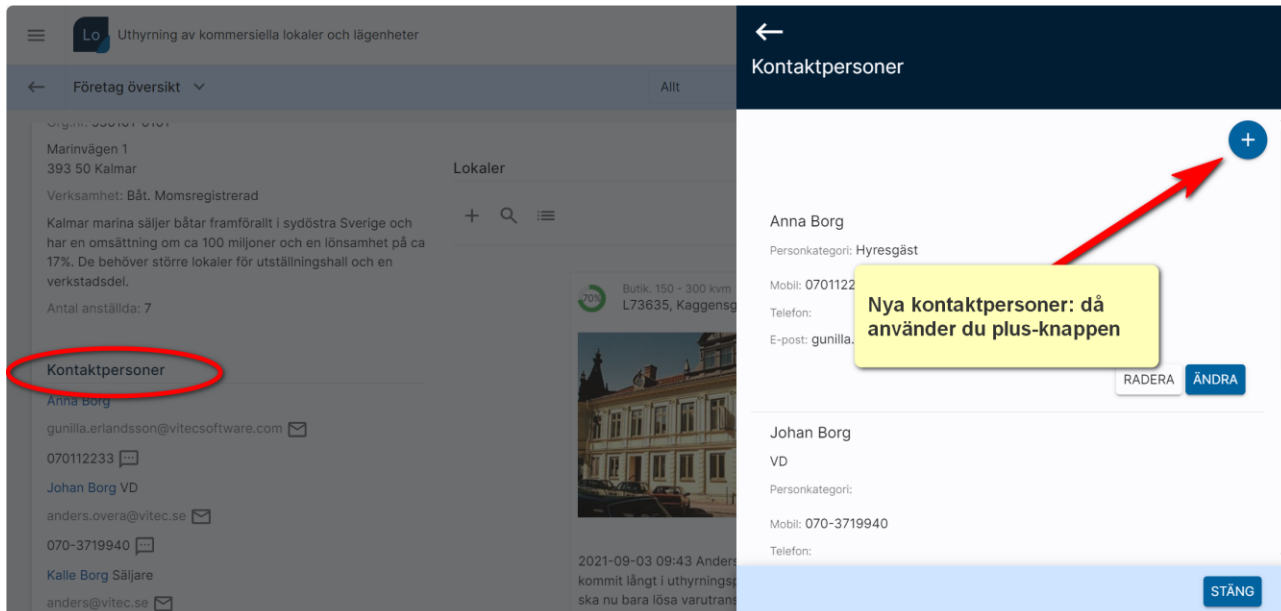 Lo
Uthyrning av kommersiella lokaler och lägenheter
Företag översikt
Allt
Marinvägen 1
393 50 Kalmar
Verksamhet: Båt. Momsregistrerad
Kalmar marina säljer båtar framförallt i sydöstra Sverige och
har en omsättning om ca 100 miljoner och en lönsamhet på ca
17%. De behöver större lokaler för utställningshall och en
verkstadsdel.
Antal anställda: 7
Kontaktpersoner
Anna Borg
gunilla.erlandsson@vitecsoftware.com
070112233
Johan Borg VD
anders.overa@vitec.se
070-3719940
Kalle Borg Säljare
anders@vitec.se
Lokaler
70%
Butik. 150 - 300 kvm
L73635, Kaggensg
2021-09-03 09:43 Anders
kommit långt i uthyrningsp
ska nu bara lösa varutrans
Kontaktpersoner
+
Anna Borg
Personkategori: Hyresgäst
Mobil: 0701122
Telefon:
E-post: gunilla.
Nya kontaktpersoner: då
använder du plus-knappen
RADERA ÄNDRA
Johan Borg
VD
Personkategori:
Mobil: 070-3719940
Telefon:
STÄNG